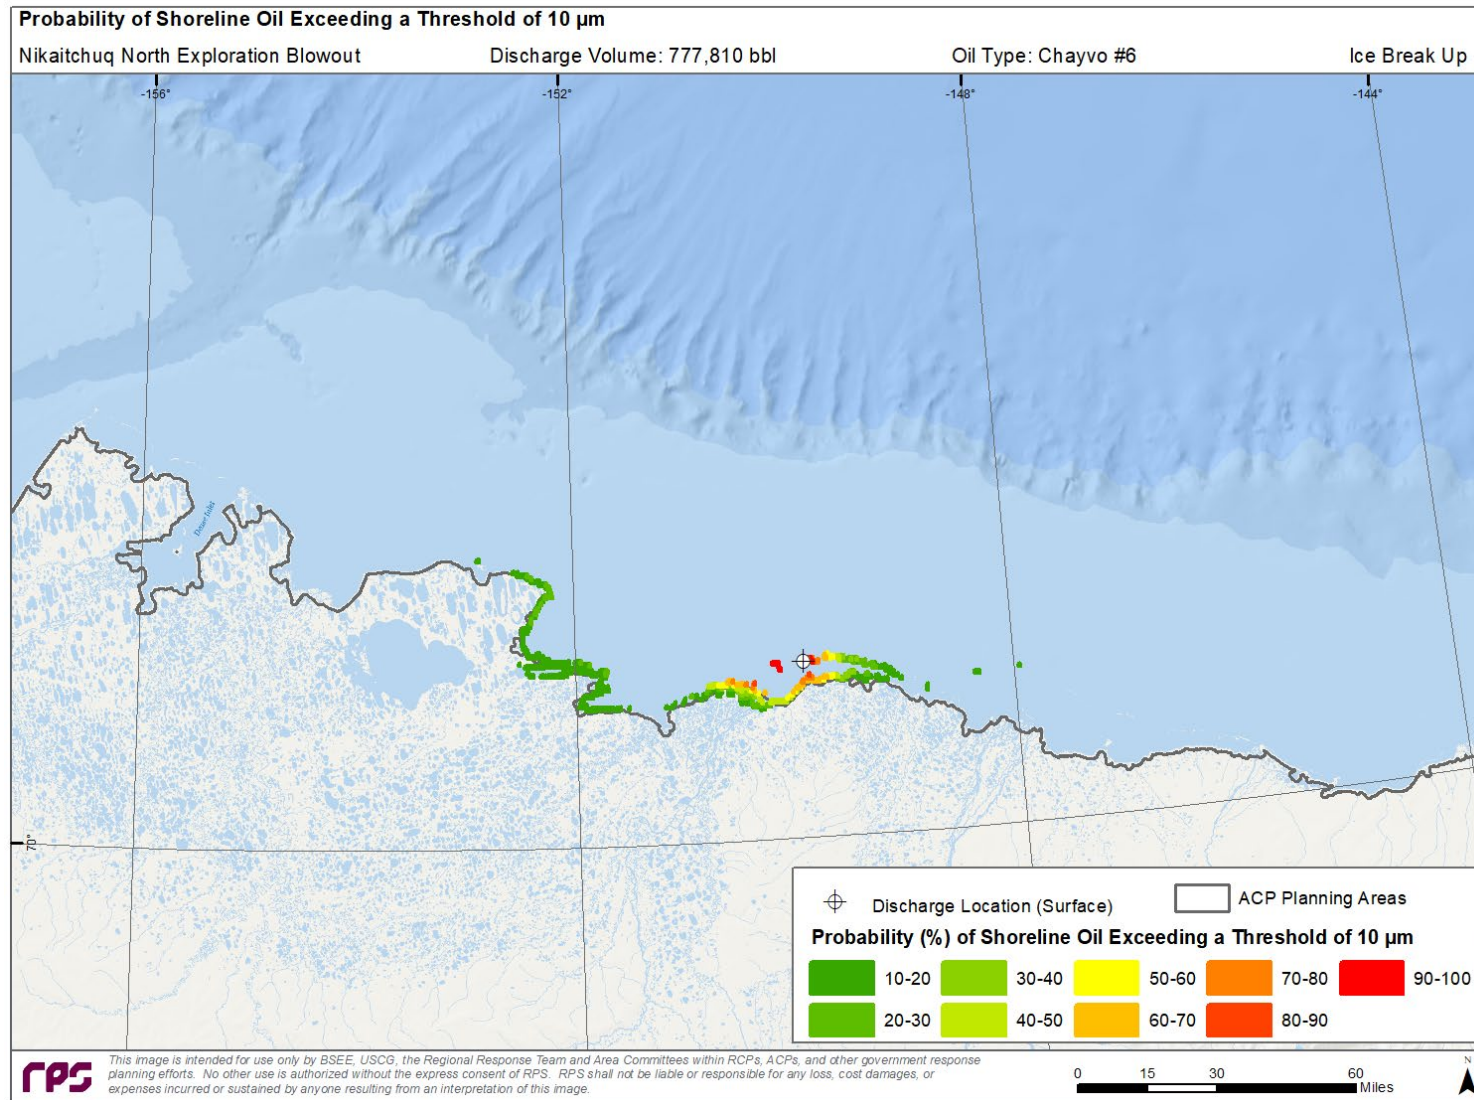 Probability of Shoreline Oil Exceeding a Threshold of 10 µm
Nikaitchuq North Exploration Blowout Discharge Volume: 777,810 bbl Oil Type: Chayvo #6 Ice Break Up
-156° -152° -148° -144°
Dease Inlet
70°
Discharge Location (Surface) ACP Planning Areas
Probability (%) of Shoreline Oil Exceeding a Threshold of 10 µm
10-20 30-40 50-60 70-80 90-100
20-30 40-50 60-70 80-90
rps
This image is intended for use only by BSEE, USCG, the Regional Response Team and Area Committees within RCPs, ACPs, and other government response
planning efforts. No other use is authorized without the express consent of RPS. RPS shall not be liable or responsible for any loss, cost damages, or
expenses incurred or sustained by anyone resulting from an interpretation of this image.
0 15 30 60
Miles
N